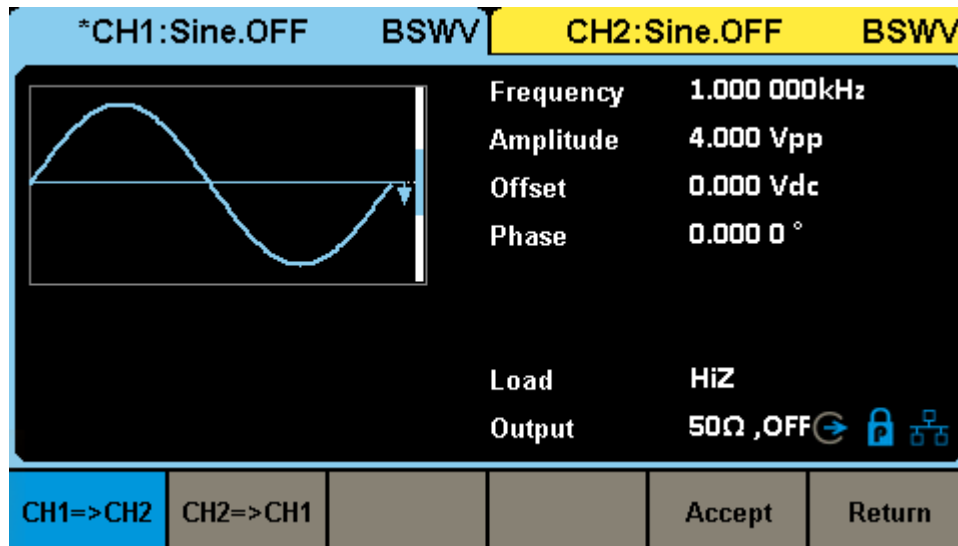 *CH1:Sine.OFF BSWV CH2:Sine.OFF BSWV
Frequency 1.000 000kHz
Amplitude 4.000 Vpp
Offset 0.000 Vdc
Phase 0.000 0 °
Load HiZ
Output 50Ω ,OFF P
CH1=>CH2 CH2=>CH1 Accept Return